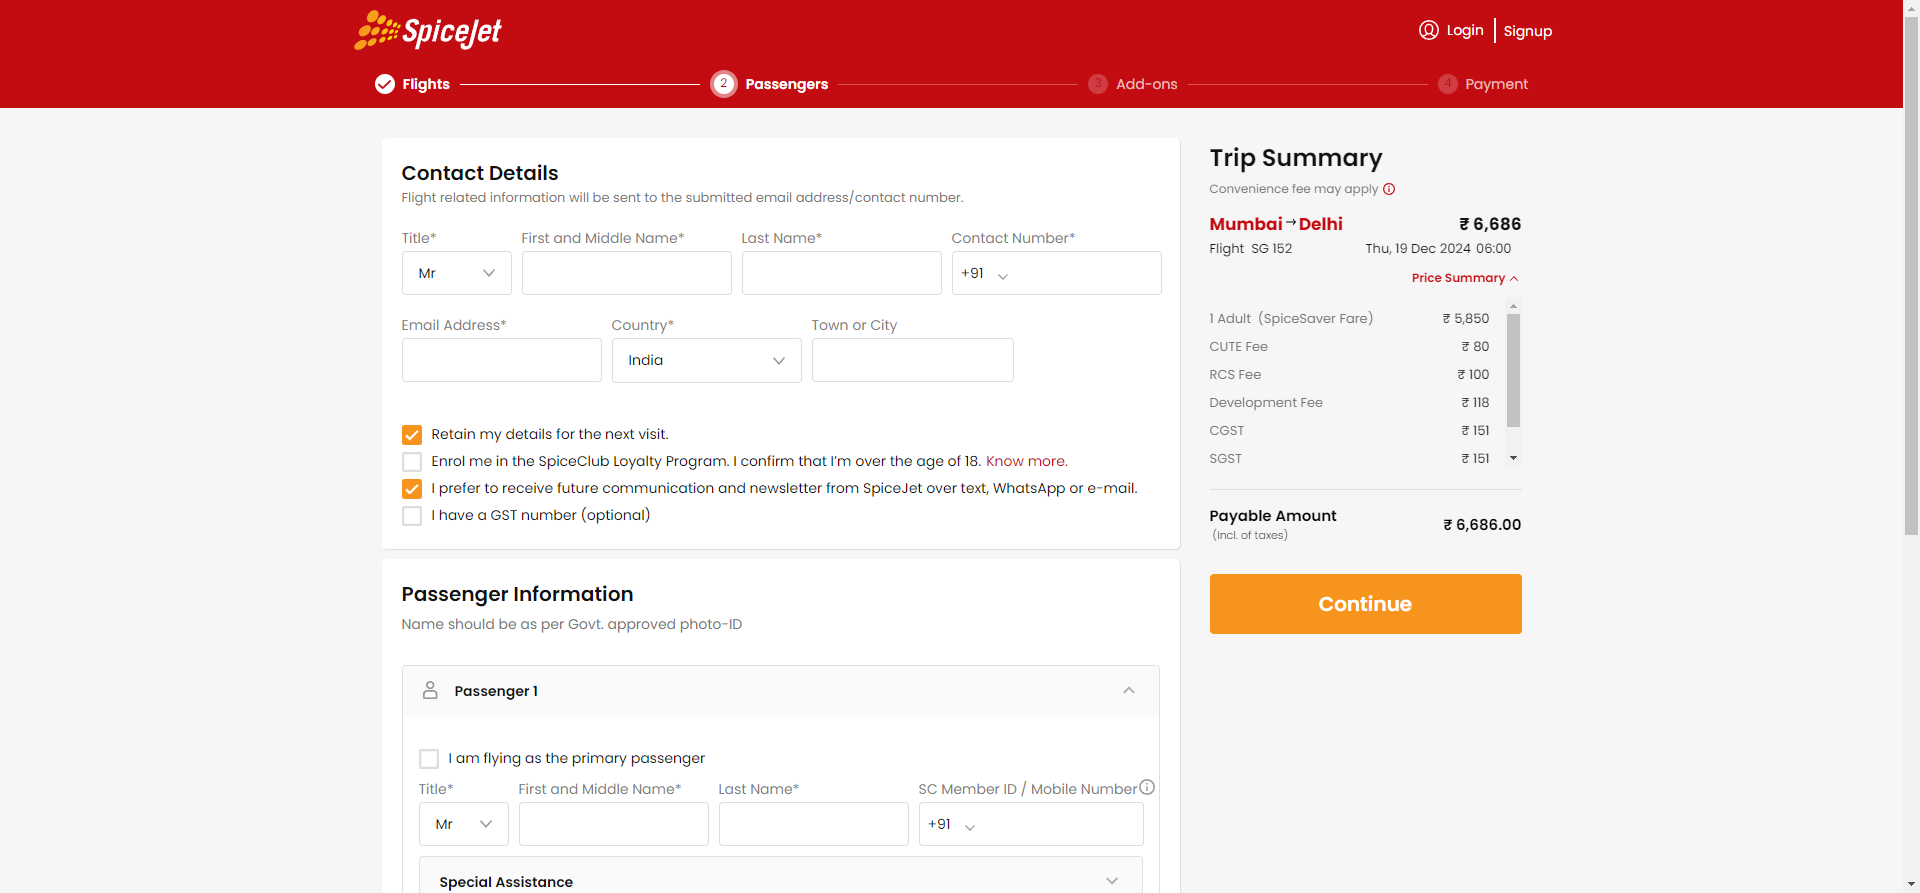 SpiceJet
Login
Signup
Flights
2 Passengers
3 Add-ons
4 Payment
Contact Details
Flight related information will be sent to the submitted email address/contact number.
Title* First and Middle Name* Last Name* Contact Number*
Mr +91
Email Address* Country* Town or City
India
Retain my details for the next visit.
Enrol me in the SpiceClub Loyalty Program. I confirm that I'm over the age of 18. Know more.
I prefer to receive future communication and newsletter from SpiceJet over text, WhatsApp or e-mail.
I have a GST number (optional)
Passenger Information
Name should be as per Govt. approved photo-ID
Passenger 1
I am flying as the primary passenger
Title* First and Middle Name* Last Name* SC Member ID / Mobile Number
Mr +91
Special Assistance
Trip Summary
Convenience fee may apply
Mumbai → Delhi ₹ 6,686
Flight SG 152 Thu, 19 Dec 2024 06:00
Price Summary
1 Adult (SpiceSaver Fare) ₹ 5,850
CUTE Fee ₹ 80
RCS Fee ₹ 100
Development Fee ₹ 118
CGST ₹ 151
SGST ₹ 151
Payable Amount ₹ 6,686.00
(Incl. of taxes)
Continue